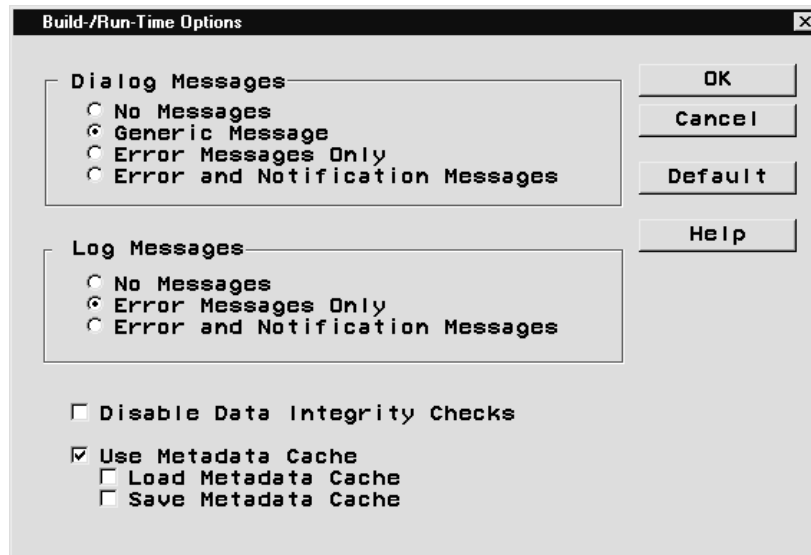 Build-/Run-Time Options
Dialog Messages
No Messages
Generic Message
Error Messages Only
Error and Notification Messages
Log Messages
No Messages
Error Messages Only
Error and Notification Messages
Disable Data Integrity Checks
Use Metadata Cache
Load Metadata Cache
Save Metadata Cache
OK
Cancel
Default
Help